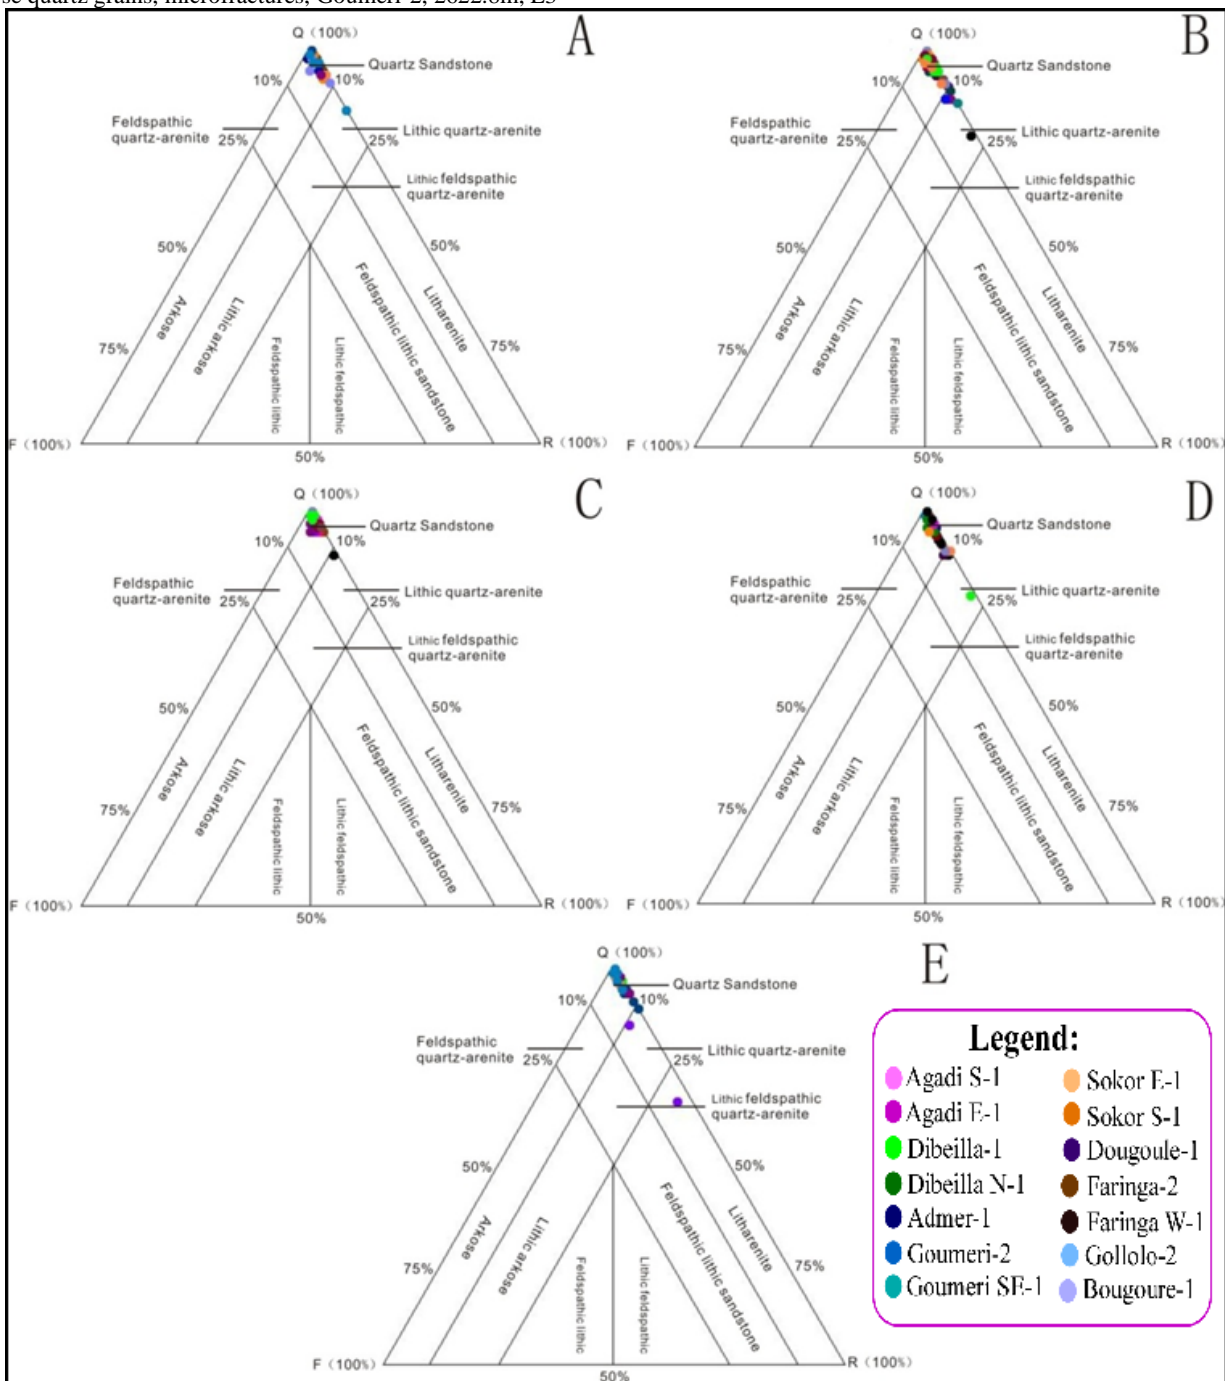 se quartz grains, microfractures, Goumeri-2, 2822.6m, E5
A
Q (100%)
Quartz Sandstone
10%
10%
Feldspathic
quartz-arenite
25%
Lithic quartz-arenite
25%
Lithic feldspathic
quartz-arenite
50%
50%
Arkose
Lithic arkose
Feldspathic lithic
Lithic feldspathic
Feldspathic lithic sandstone
Litharenite
75%
75%
F (100%)
R (100%)
50%
B
Q (100%)
Quartz Sandstone
10%
10%
Feldspathic
quartz-arenite
25%
Lithic quartz-arenite
25%
Lithic feldspathic
quartz-arenite
50%
50%
Arkose
Lithic arkose
Feldspathic lithic
Lithic feldspathic
Feldspathic lithic sandstone
Litharenite
75%
75%
F (100%)
R (100%)
50%
C
Q (100%)
Quartz Sandstone
10%
10%
Feldspathic
quartz-arenite
25%
Lithic quartz-arenite
25%
Lithic feldspathic
quartz-arenite
50%
50%
Arkose
Lithic arkose
Feldspathic lithic
Lithic feldspathic
Feldspathic lithic sandstone
Litharenite
75%
75%
F (100%)
R (100%)
50%
D
Q (100%)
Quartz Sandstone
10%
10%
Feldspathic
quartz-arenite
25%
Lithic quartz-arenite
25%
Lithic feldspathic
quartz-arenite
50%
50%
Arkose
Lithic arkose
Feldspathic lithic
Lithic feldspathic
Feldspathic lithic sandstone
Litharenite
75%
75%
F (100%)
R (100%)
50%
E
Q (100%)
Quartz Sandstone
10%
10%
Feldspathic
quartz-arenite
25%
Lithic quartz-arenite
25%
Lithic feldspathic
quartz-arenite
50%
50%
Arkose
Lithic arkose
Feldspathic lithic
Lithic feldspathic
Feldspathic lithic sandstone
Litharenite
75%
75%
F (100%)
R (100%)
50%
Legend:
Agadi S-1
Agadi E-1
Dibeilla-1
Dibeilla N-1
Admer-1
Goumeri-2
Goumeri SE-1
Sokor E-1
Sokor S-1
Dougoule-1
Faringa-2
Faringa W-1
Gollolo-2
Bougoure-1